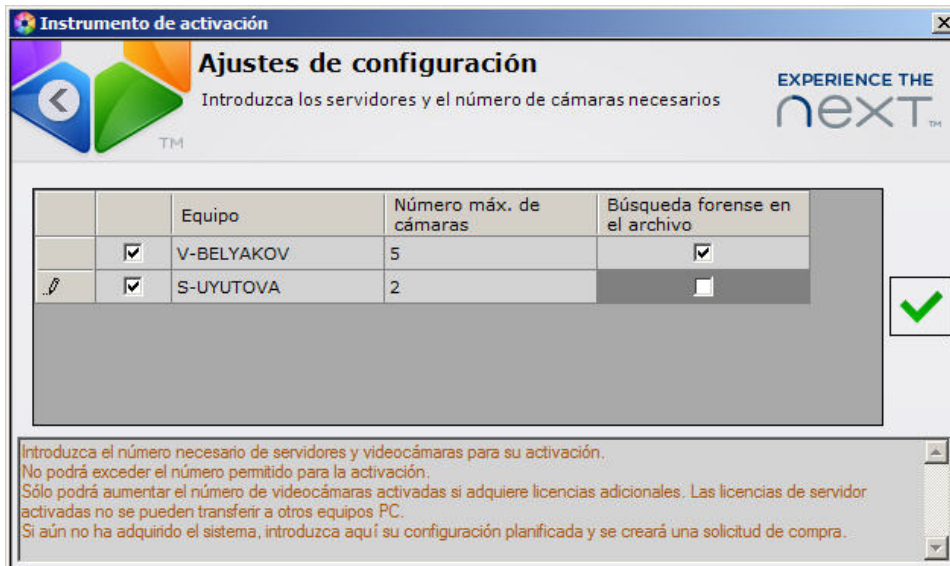 Instrumento de activación
Ajustes de configuración
Introduzca los servidores y el número de cámaras necesarios
EXPERIENCE THE
next
TM
TM
Equipo
Número máx. de
cámaras
Búsqueda forense en
el archivo
V-BELYAKOV
5
S-UYUTOVA
2
Introduzca el número necesario de servidores y videocámaras para su activación.
No podrá exceder el número permitido para la activación.
Sólo podrá aumentar el número de videocámaras activadas si adquiere licencias adicionales. Las licencias de servidor
activadas no se pueden transferir a otros equipos PC.
Si aún no ha adquirido el sistema, introduzca aquí su configuración planificada y se creará una solicitud de compra.